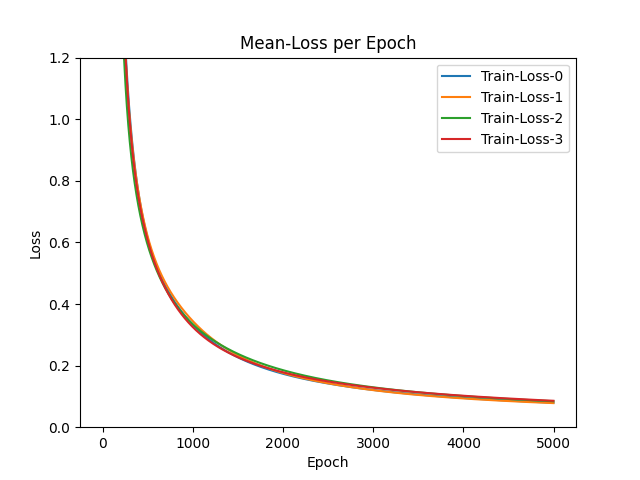 Mean-Loss per Epoch
1.2
1.0
0.8
0.6
0.4
0.2
0.0
Loss
Train-Loss-0
Train-Loss-1
Train-Loss-2
Train-Loss-3
0 1000 2000 3000 4000 5000
Epoch